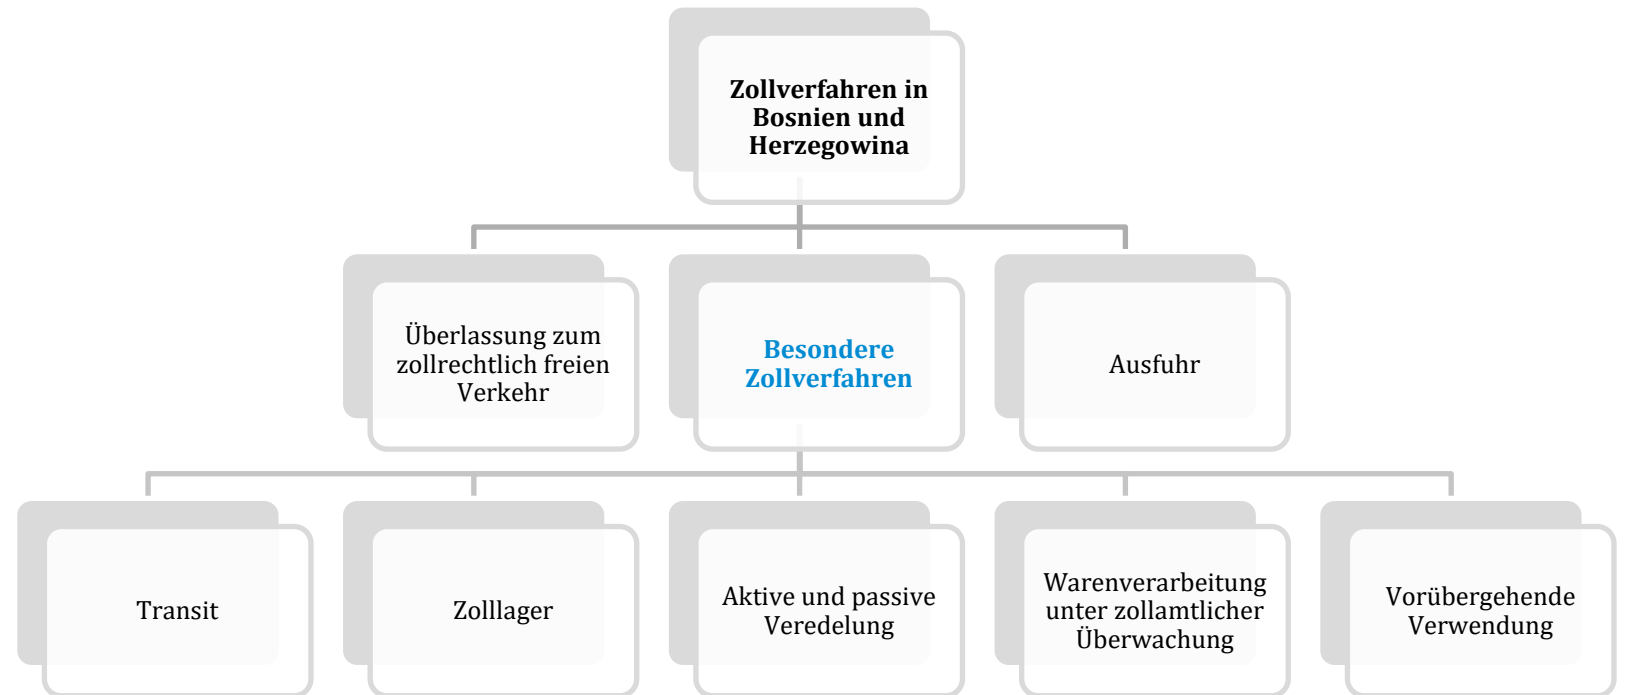 Zollverfahren in
Bosnien und
Herzegowina
Überlassung zum
zollrechtlich freien
Verkehr
Besondere
Zollverfahren
Ausfuhr
Transit
Zolllager
Aktive und passive
Veredelung
Warenverarbeitung
unter zollamtlicher
Überwachung
Vorübergehende
Verwendung